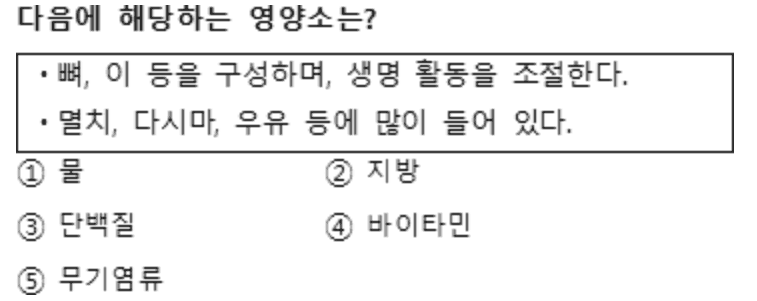 다음에 해당하는 영양소는?
・뼈, 이 등을 구성하며, 생명 활동을 조절한다.
・멸치, 다시마, 우유 등에 많이 들어 있다.
① 물 ② 지방
③ 단백질 ④ 바이타민
⑤ 무기염류